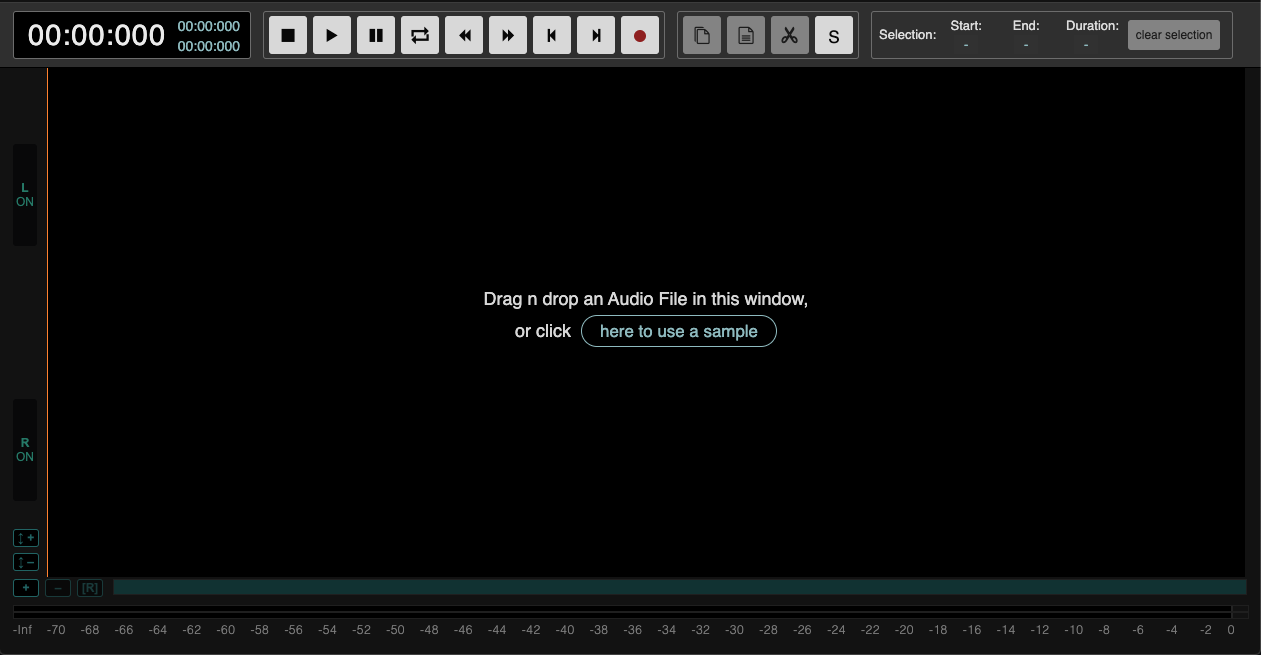 00:00:000
00:00:000
00:00:000
S
Selection:
Start:
-
End:
-
Duration:
-
clear selection
L
ON
Drag n drop an Audio File in this window,
or click here to use a sample
R
ON
+
-
+ - [R]
-Inf -70 -68 -66 -64 -62 -60 -58 -56 -54 -52 -50 -48 -46 -44 -42 -40 -38 -36 -34 -32 -30 -28 -26 -24 -22 -20 -18 -16 -14 -12 -10 -8 -6 -4 -2 0